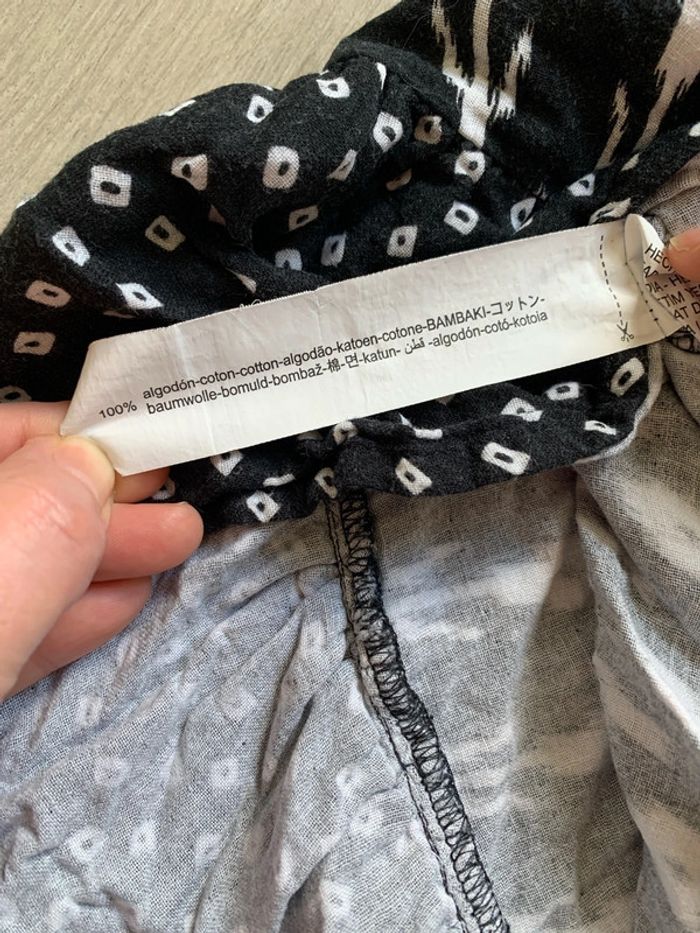 100% algodón-coton-cotton-algodão-katoen-cotone-BAMBAKI-コットン-
baumwolle-bomuld-bombaž-棉-면-katun- قطن -algodón-cotó-kotoia